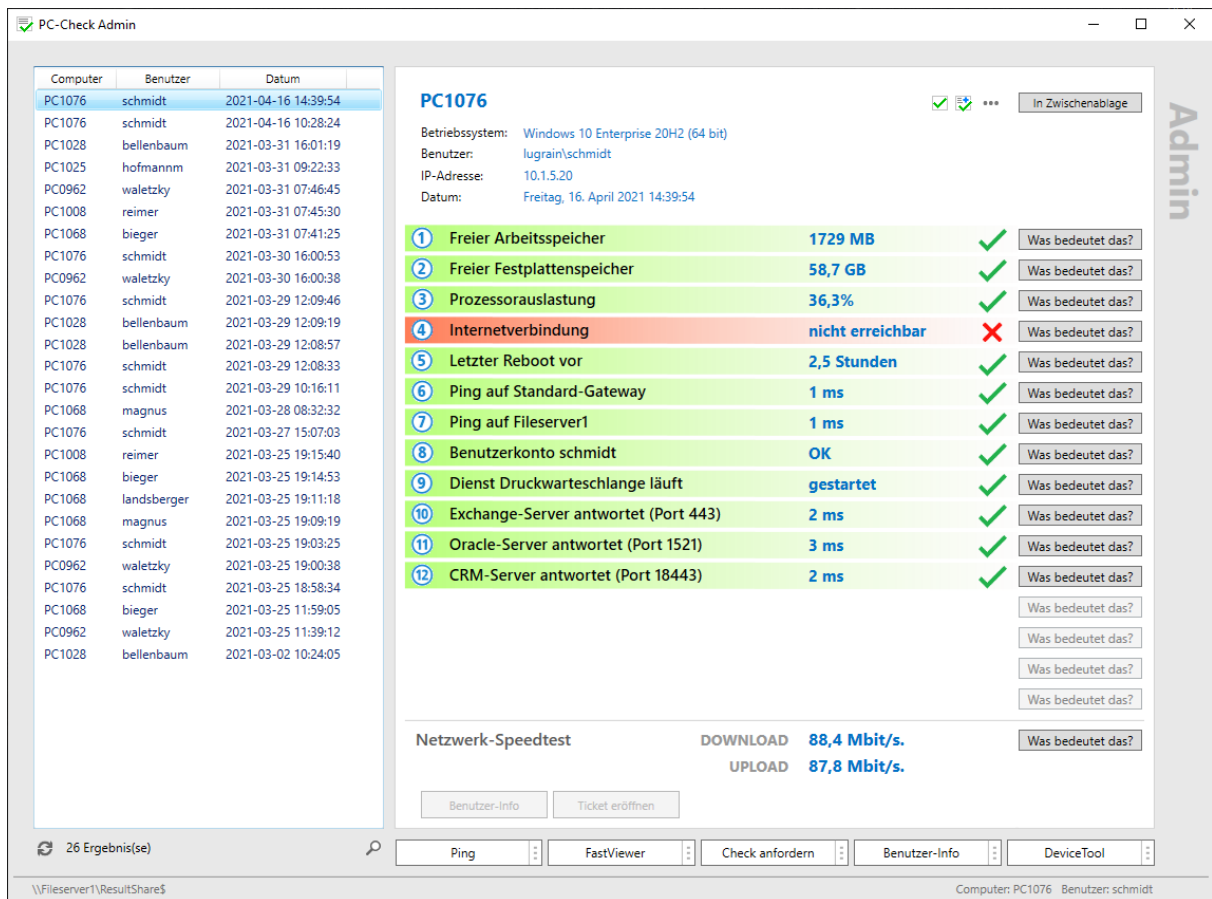 PC-Check Admin
Computer Benutzer Datum
PC1076 schmidt 2021-04-16 14:39:54
PC1076 schmidt 2021-04-16 10:28:24
PC1028 bellenbaum 2021-03-31 16:01:19
PC1025 hofmannm 2021-03-31 09:22:33
PC0962 waletzky 2021-03-31 07:46:45
PC1008 reimer 2021-03-31 07:45:30
PC1068 bieger 2021-03-31 07:41:25
PC1076 schmidt 2021-03-30 16:00:53
PC0962 waletzky 2021-03-30 16:00:38
PC1076 schmidt 2021-03-29 12:09:46
PC1028 bellenbaum 2021-03-29 12:09:19
PC1028 bellenbaum 2021-03-29 12:08:57
PC1076 schmidt 2021-03-29 12:08:33
PC1076 schmidt 2021-03-29 10:16:11
PC1068 magnus 2021-03-28 08:32:32
PC1076 schmidt 2021-03-27 15:07:03
PC1008 reimer 2021-03-25 19:15:40
PC1068 bieger 2021-03-25 19:14:53
PC1068 landsberger 2021-03-25 19:11:18
PC1068 magnus 2021-03-25 19:09:19
PC1076 schmidt 2021-03-25 19:03:25
PC0962 waletzky 2021-03-25 19:00:38
PC1076 schmidt 2021-03-25 18:58:34
PC1068 bieger 2021-03-25 11:59:05
PC0962 waletzky 2021-03-25 11:39:12
PC1028 bellenbaum 2021-03-02 10:24:05
26 Ergebnis(se)
PC1076 In Zwischenablage
Betriebssystem: Windows 10 Enterprise 20H2 (64 bit)
Benutzer: lugrain\schmidt
IP-Adresse: 10.1.5.20
Datum: Freitag, 16. April 2021 14:39:54
1 Freier Arbeitsspeicher 1729 MB Was bedeutet das?
2 Freier Festplattenspeicher 58,7 GB Was bedeutet das?
3 Prozessorauslastung 36,3% Was bedeutet das?
4 Internetverbindung nicht erreichbar Was bedeutet das?
5 Letzter Reboot vor 2,5 Stunden Was bedeutet das?
6 Ping auf Standard-Gateway 1 ms Was bedeutet das?
7 Ping auf Fileserver1 1 ms Was bedeutet das?
8 Benutzerkonto schmidt OK Was bedeutet das?
9 Dienst Druckwarteschlange läuft gestartet Was bedeutet das?
10 Exchange-Server antwortet (Port 443) 2 ms Was bedeutet das?
11 Oracle-Server antwortet (Port 1521) 3 ms Was bedeutet das?
12 CRM-Server antwortet (Port 18443) 2 ms Was bedeutet das?
Was bedeutet das?
Was bedeutet das?
Was bedeutet das?
Was bedeutet das?
Netzwerk-Speedtest DOWNLOAD 88,4 Mbit/s. Was bedeutet das?
UPLOAD 87,8 Mbit/s.
Benutzer-Info Ticket eröffnen
Ping FastViewer Check anfordern Benutzer-Info DeviceTool
Admin
\\Fileserver1\ResultShare$ Computer: PC1076 Benutzer: schmidt